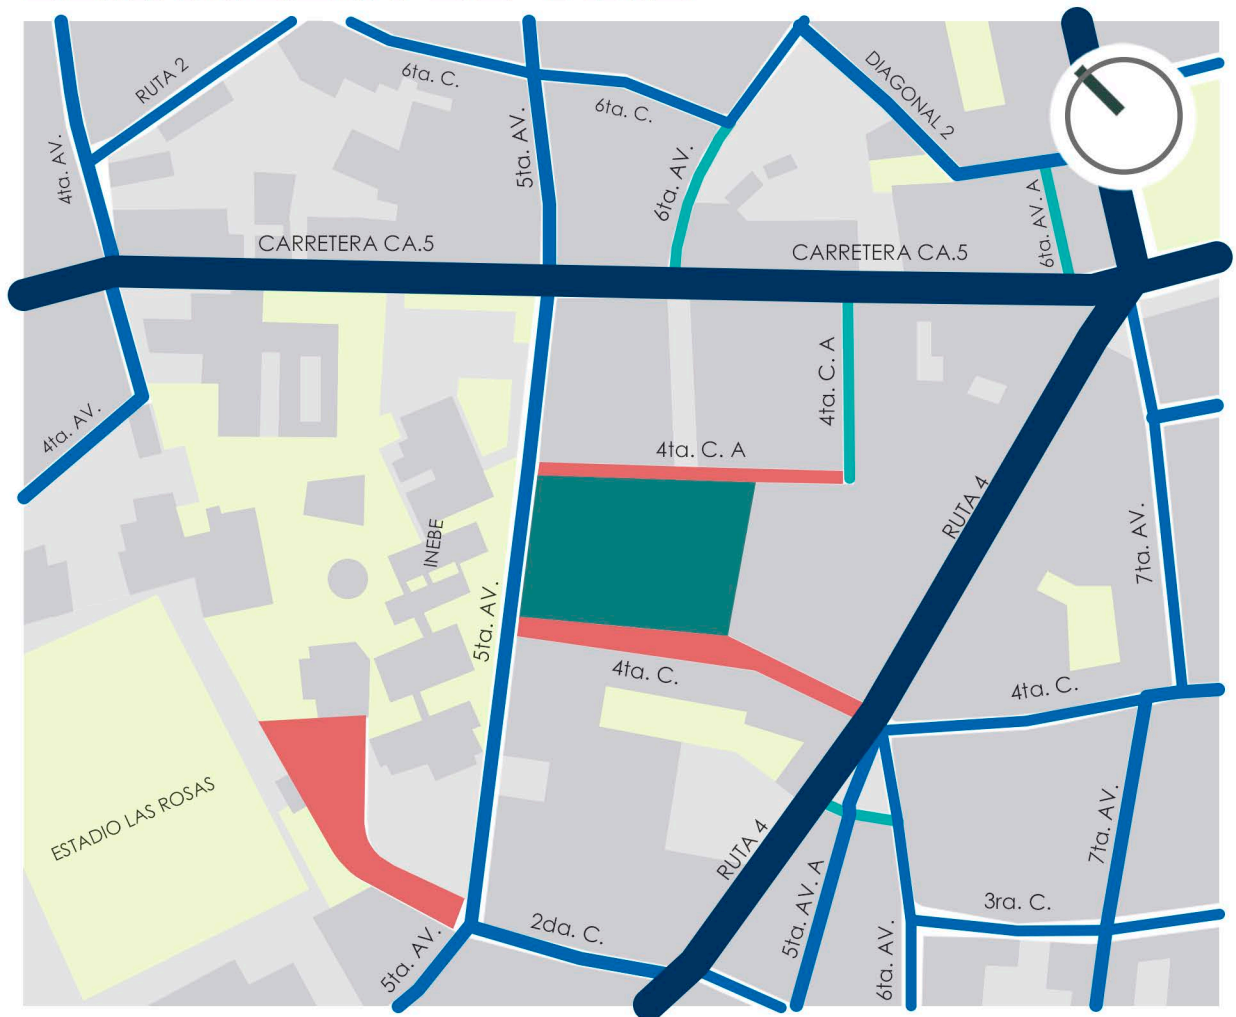 RUTA 2
6ta. C.
DIAGONAL 2
6ta. C.
4ta. AV.
5ta. AV.
6ta. AV.
6ta. AV. A
CARRETERA CA.5
CARRETERA CA.5
4ta. C. A
4ta. AV.
4ta. C. A
RUTA 4
INEBE
7ta. AV.
5ta. AV.
4ta. C.
4ta. C.
ESTADIO LAS ROSAS
RUTA 4
7ta. AV.
5ta. AV. A
3ra. C.
2da. C.
5ta. AV.
6ta. AV.